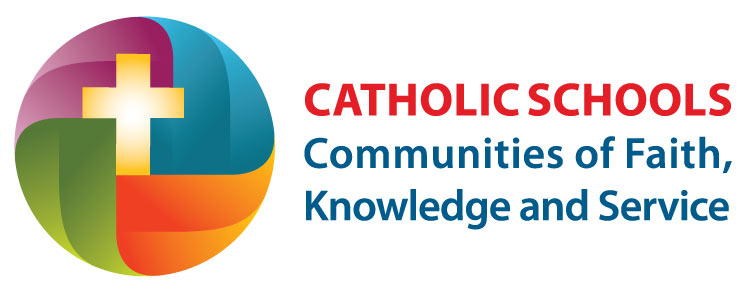 CATHOLIC SCHOOLS
Communities of Faith,
Knowledge and Service